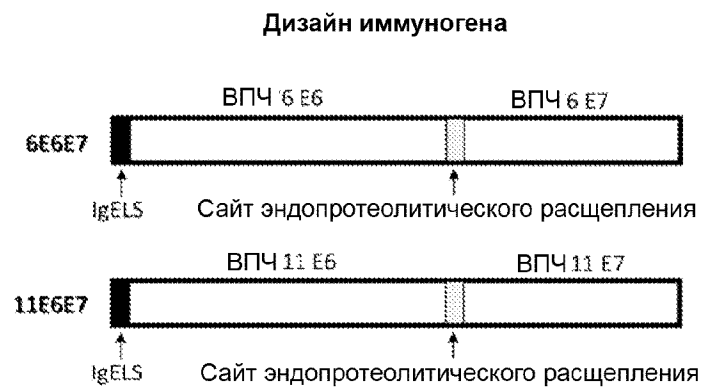 Дизайн иммуногена
ВПЧ 6 E6 ВПЧ 6 E7
6E6E7
IgELS Сайт эндопротеолитического расщепления
ВПЧ 11 E6 ВПЧ 11 E7
11E6E7
IgELS Сайт эндопротеолитического расщепления